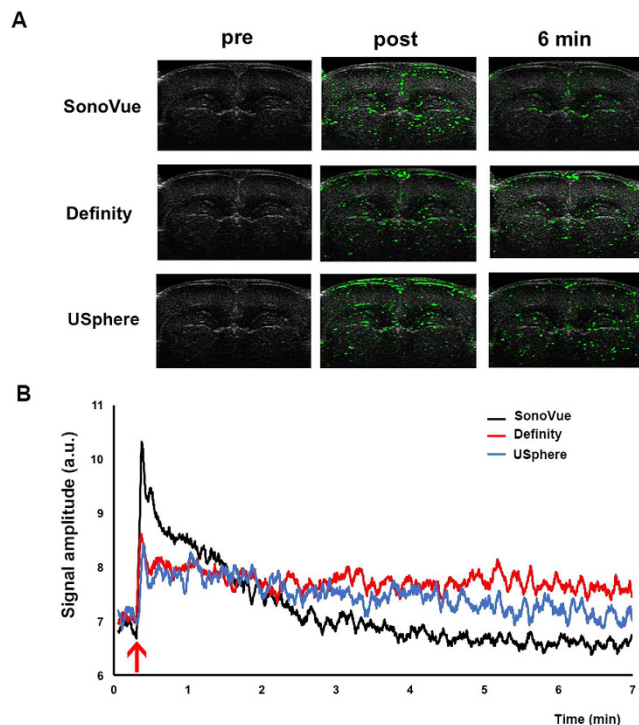 A
pre post 6 min
SonoVue
Definity
USphere
B
11
10
9
8
7
6
Signal amplitude (a.u.)
SonoVue
Definity
USphere
0 1 2 3 4 5 6 7
Time (min)